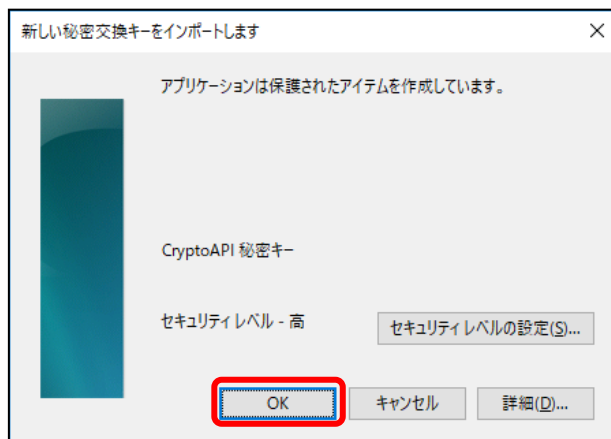 新しい秘密交換キーをインポートします
アプリケーションは保護されたアイテムを作成しています。
CryptoAPI 秘密キー
セキュリティ レベル - 高
セキュリティ レベルの設定(S)...
OK
キャンセル
詳細(D)...